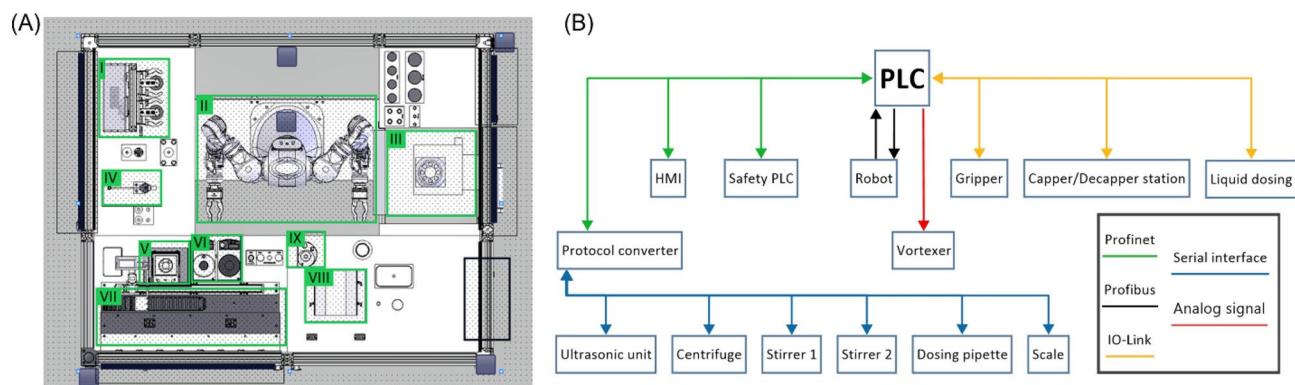 (A)
I
II
III
IV
V
VI
IX
VIII
VII
(B)
PLC
HMI
Safety PLC
Robot
Gripper
Capper/Decapper station
Liquid dosing
Protocol converter
Vortexer
Ultrasonic unit
Centrifuge
Stirrer 1
Stirrer 2
Dosing pipette
Scale
Profinet
Serial interface
Profibus
Analog signal
IO-Link